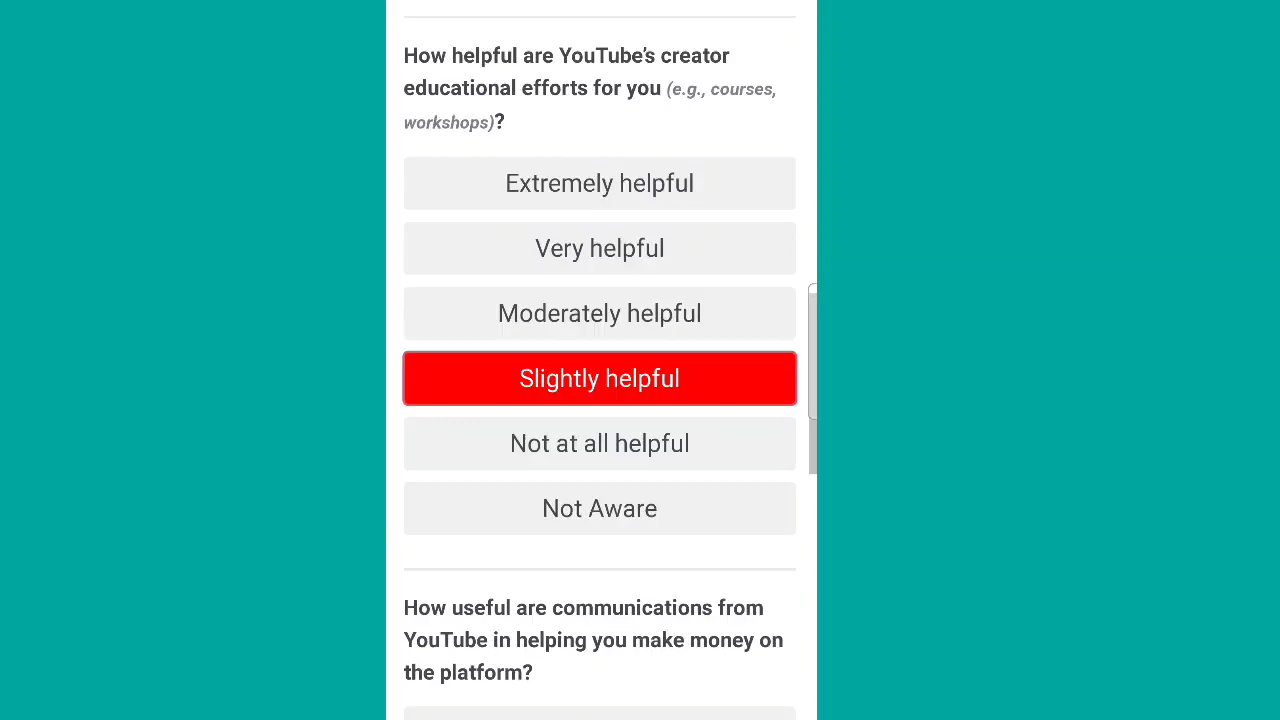 How helpful are YouTube’s creator
educational efforts for you (e.g., courses,
workshops)?
Extremely helpful
Very helpful
Moderately helpful
Slightly helpful
Not at all helpful
Not Aware
How useful are communications from
YouTube in helping you make money on
the platform?